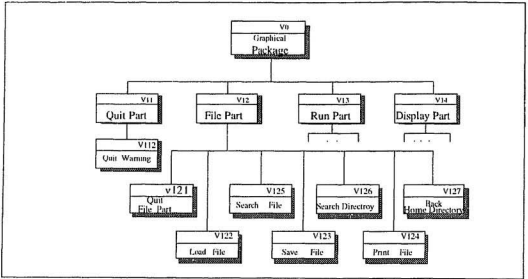 V0
Graphical
Package
V11
Quit Part
V12
File Part
V13
Run Part
V14
Display Part
V112
Quit Warning
V121
Quit
File Part
V125
Search File
V126
Search Directroy
V127
Back
Home Directory
V122
Load File
V123
Save File
V124
Print File